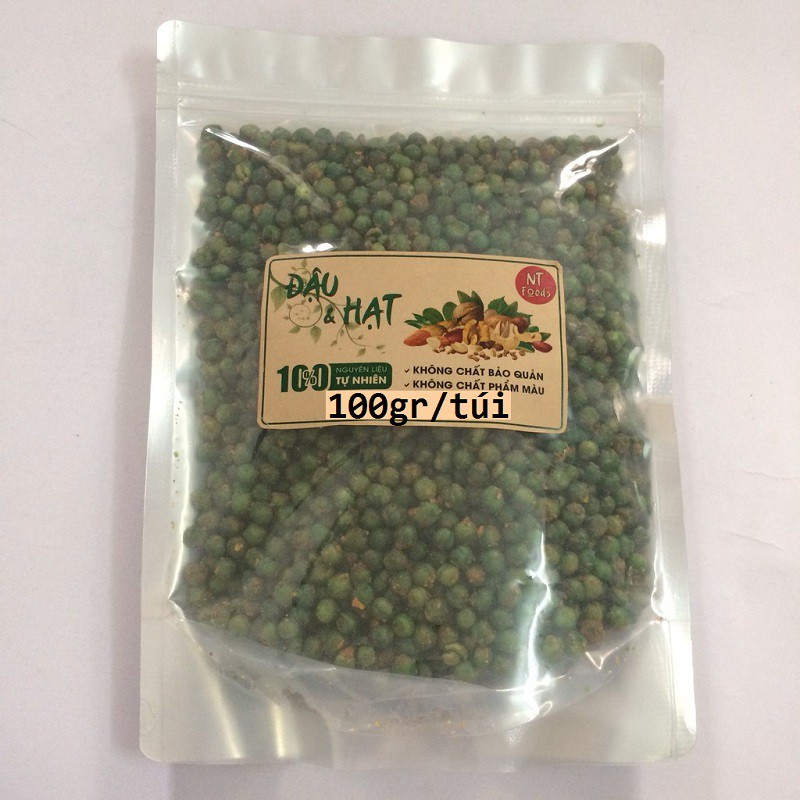 NT
Foods
ĐẬU
& HẠT
100%
NGUYÊN LIỆU
TỰ NHIÊN
✓ KHÔNG CHẤT BẢO QUẢN
✓ KHÔNG CHẤT PHẨM MÀU
100gr/túi